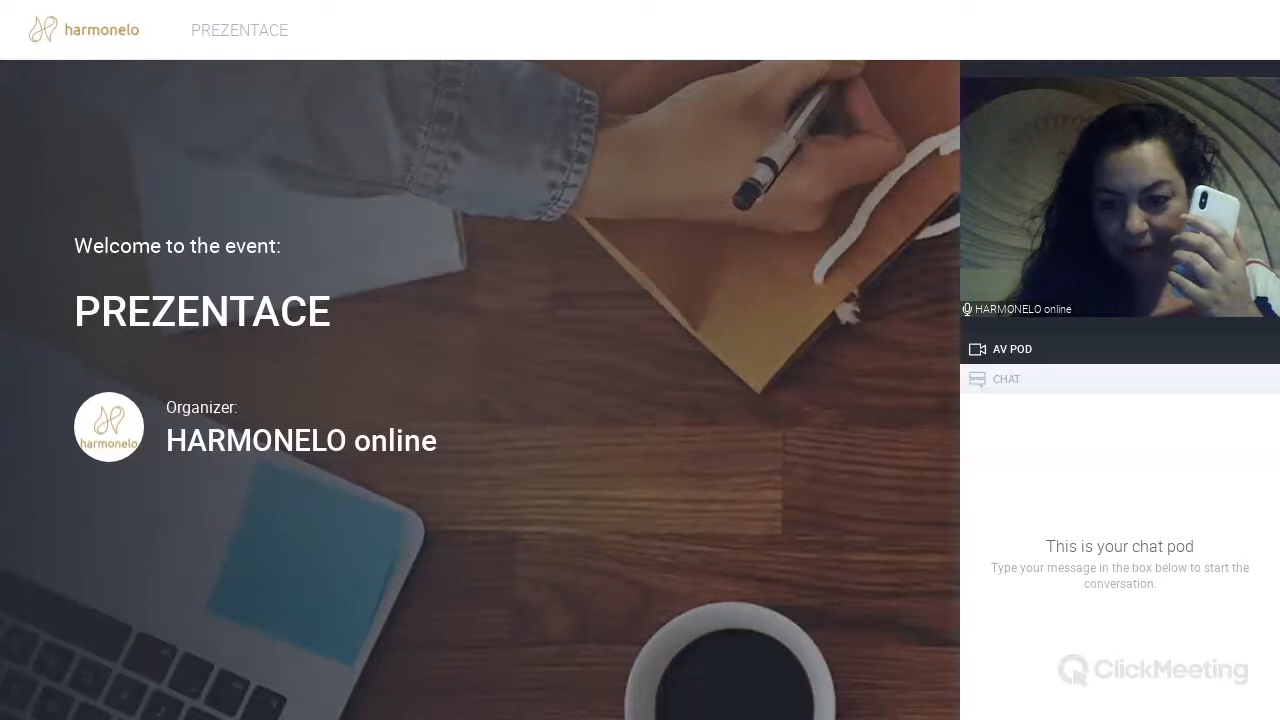 harmonelo
PREZENTACE
Welcome to the event:
PREZENTACE
harmonelo
Organizer:
HARMONELO online
HARMONELO online
AV POD
CHAT
This is your chat pod
Type your message in the box below to start the
conversation.
ClickMeeting